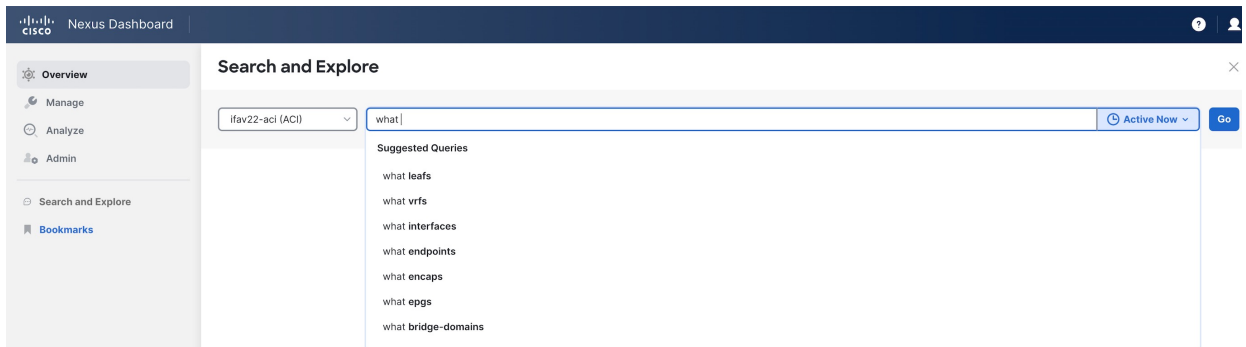 CISCO Nexus Dashboard
?
Overview
Manage
Analyze
Admin
Search and Explore
Bookmarks
Search and Explore
ifav22-aci (ACI)
what
Active Now
Go
Suggested Queries
what leafs
what vrfs
what interfaces
what endpoints
what encaps
what epgs
what bridge-domains